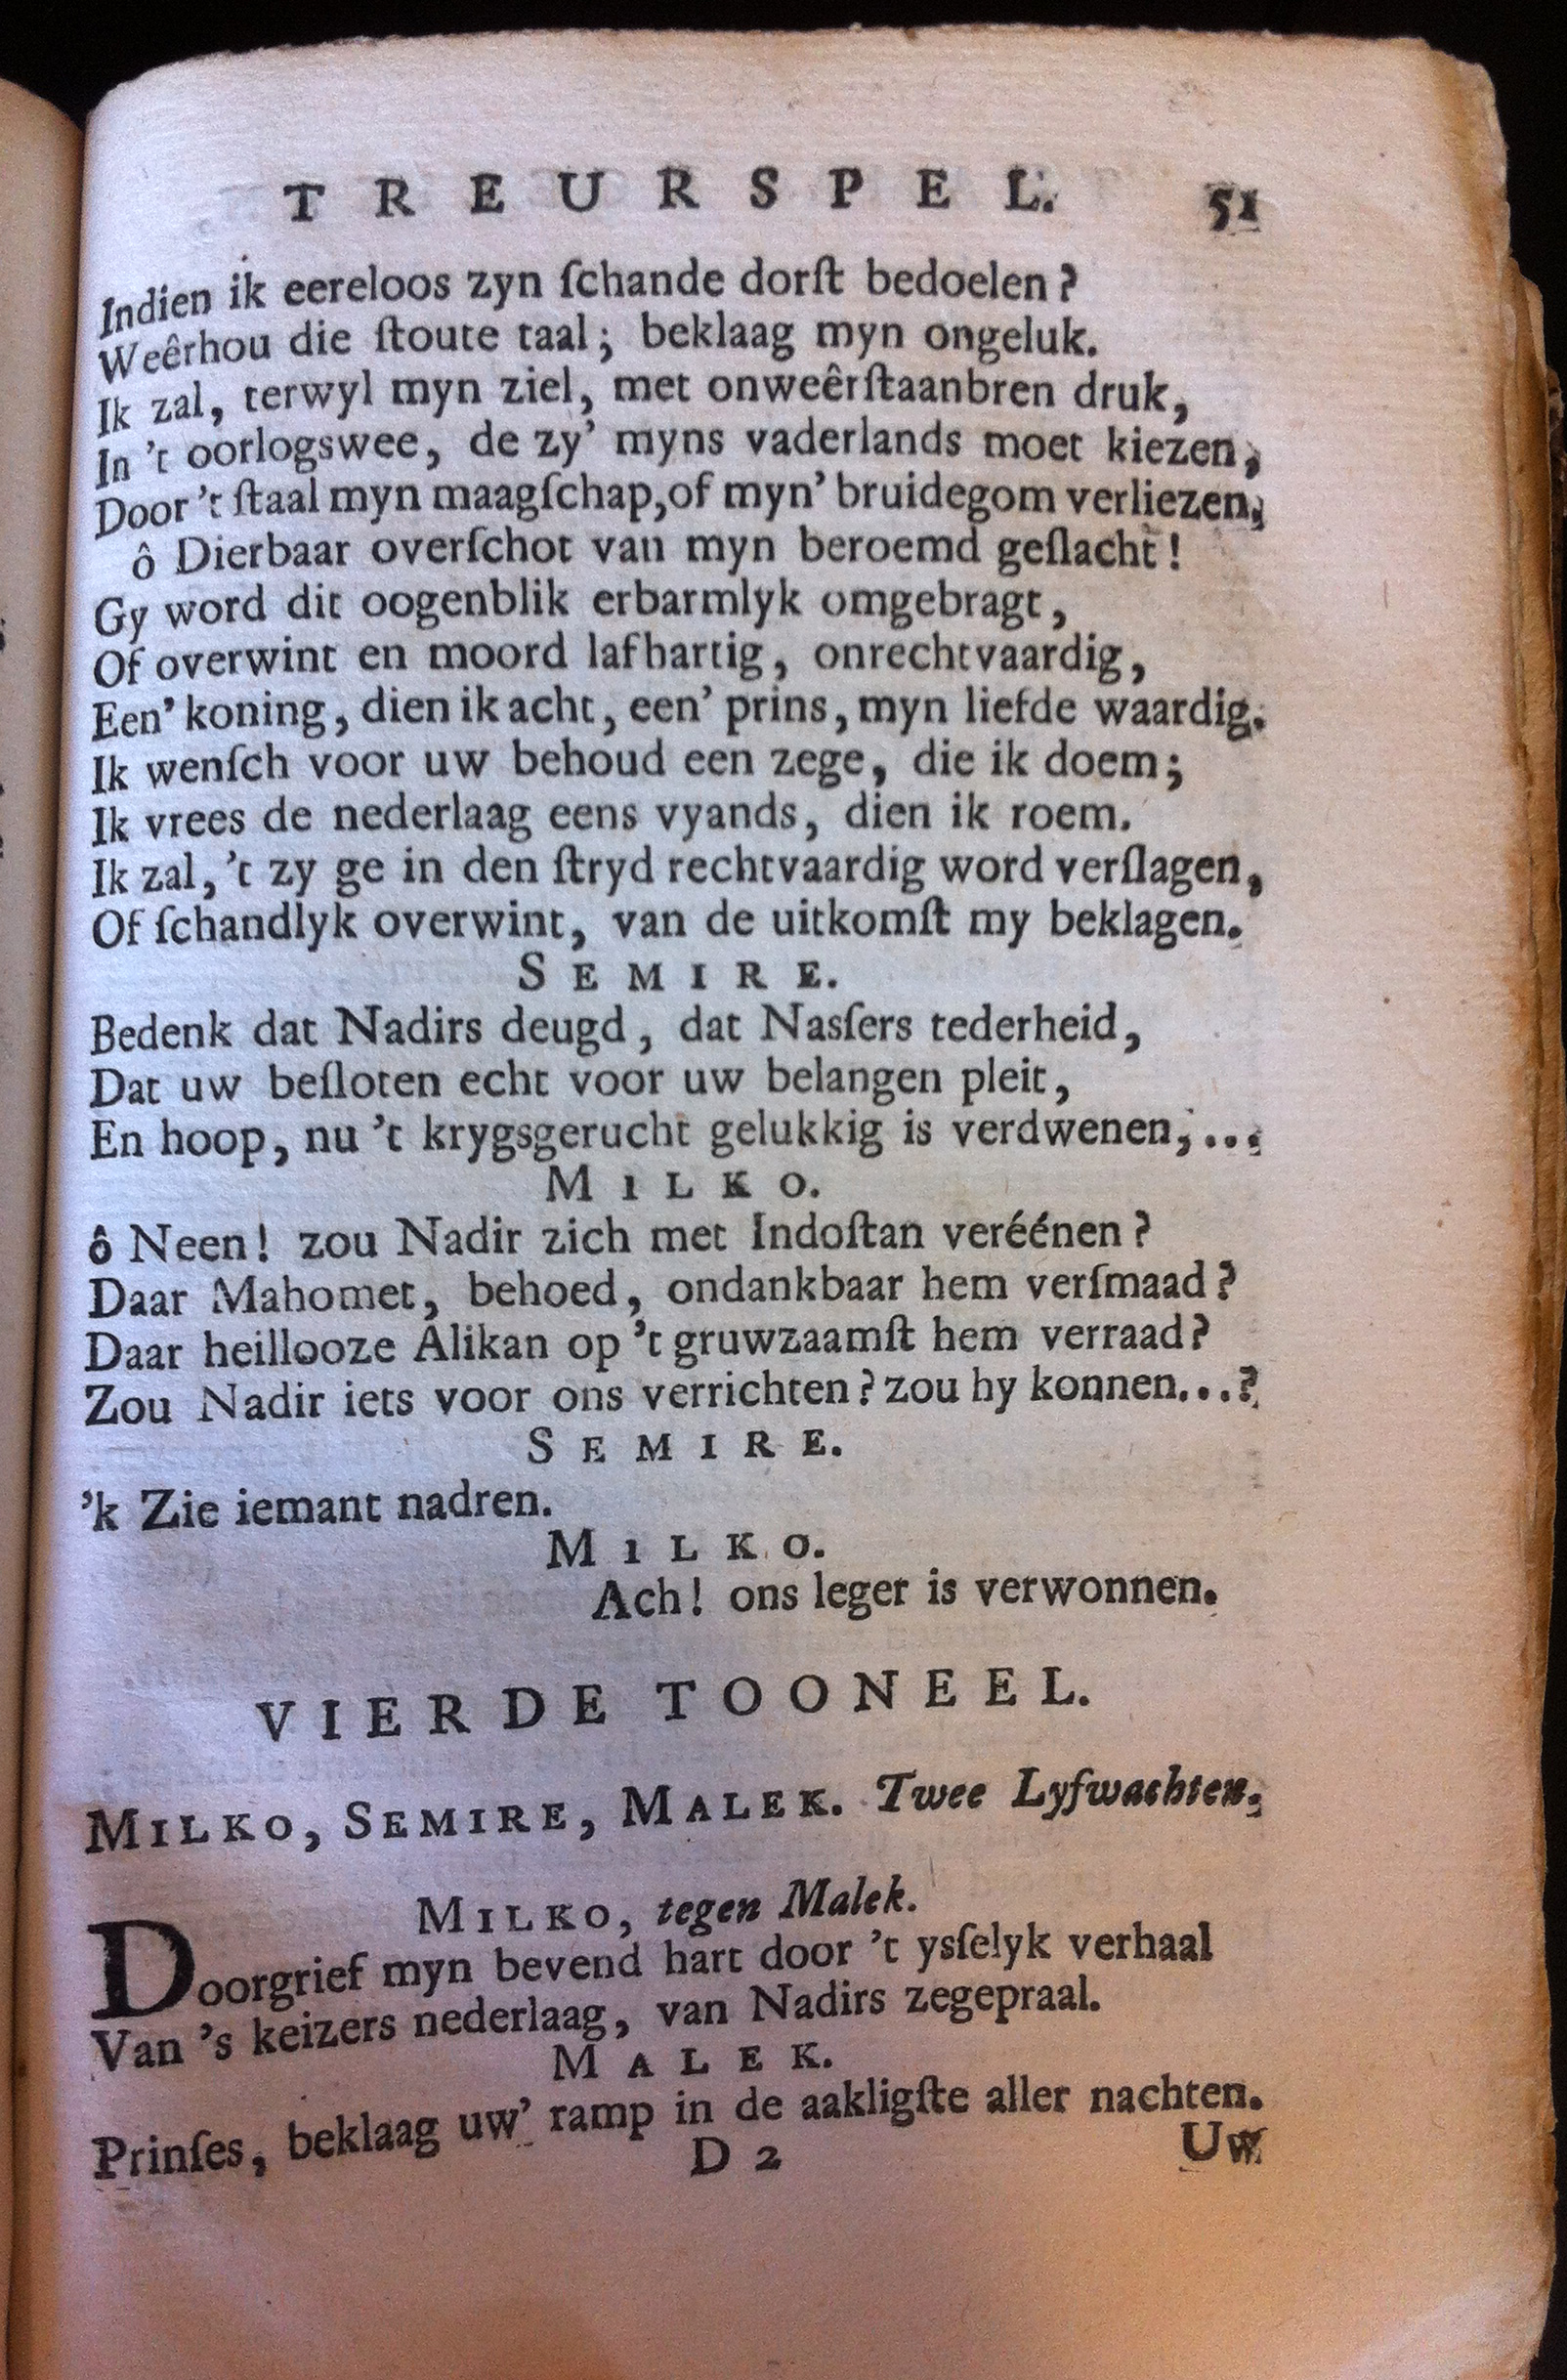 TREURSPEL. 51
Indien ik eereloos zyn ſchande dorſt bedoelen?
Weêrhou die ſtoute taal; beklaag myn ongeluk.
Ik zal, terwyl myn ziel, met onweêrſtaanbren druk,
In 't oorlogswee, de zy' myns vaderlands moet kiezen,
Door 't ſtaal myn maagſchap, of myn' bruidegom verliezen,
ô Dierbaar overſchot van myn beroemd geſlacht!
Gy word dit oogenblik erbarmlyk omgebragt,
Of overwint en moord lafhartig, onrechtvaardig,
Een' koning, dien ik acht, een' prins, myn liefde waardig.
Ik wenſch voor uw behoud een zege, die ik doem;
Ik vrees de nederlaag eens vyands, dien ik roem.
Ik zal, 't zy ge in den ſtryd rechtvaardig word verſlagen,
Of ſchandlyk overwint, van de uitkomſt my beklagen.
SEMIRE.
Bedenk dat Nadirs deugd, dat Nasſers tederheid,
Dat uw beſloten echt voor uw belangen pleit,
En hoop, nu 't krygsgerucht gelukkig is verdwenen,...
MILKO.
ô Neen! zou Nadir zich met Indoſtan veréénen?
Daar Mahomet, behoed, ondankbaar hem verſmaad?
Daar heillooze Alikan op 't gruwzaamſt hem verraad?
Zou Nadir iets voor ons verrichten? zou hy konnen...?
SEMIRE.
'k Zie iemant nadren.
MILKO.
Ach! ons leger is verwonnen.
VIERDE TOONEEL.
MILKO, SEMIRE, MALEK. Twee Lyfwachten.
MILKO, tegen Malek.
Doorgrief myn bevend hart door 't ysſelyk verhaal
Van 's keizers nederlaag, van Nadirs zegepraal.
MALEK.
Prinſes, beklaag uw' ramp in de aakligſte aller nachten.
D 2 Uw